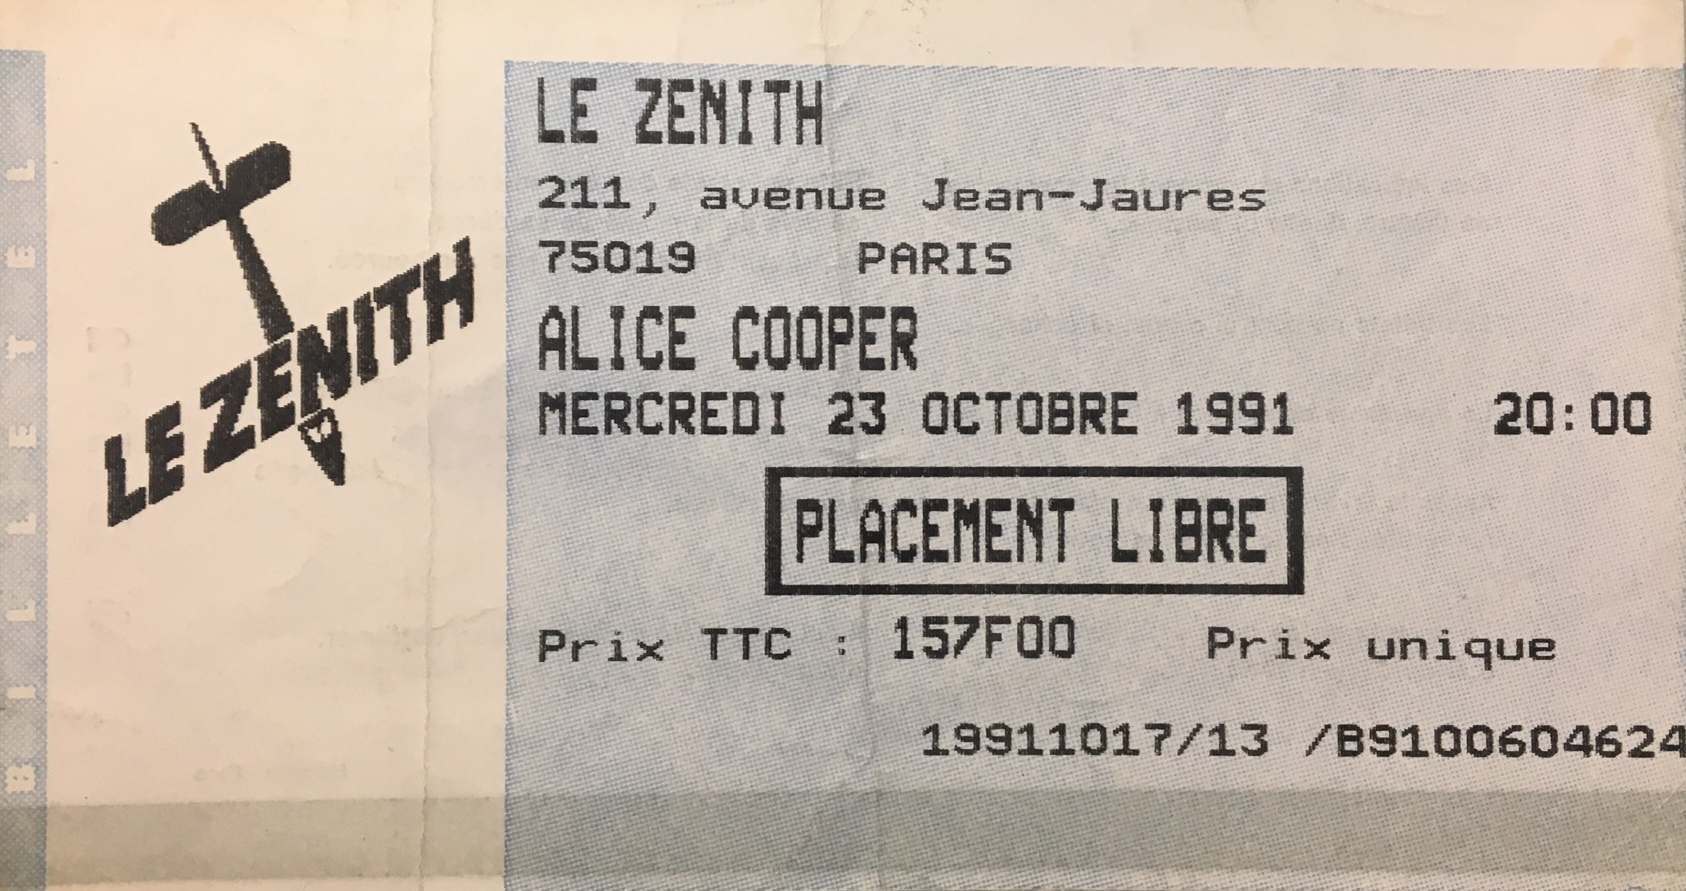 BILLETEL
LE ZENITH
LE ZENITH
211, avenue Jean-Jaures
75019 PARIS
ALICE COOPER
MERCREDI 23 OCTOBRE 1991 20:00
PLACEMENT LIBRE
Prix TTC : 157F00 Prix unique
19911017/13 /B9100604624